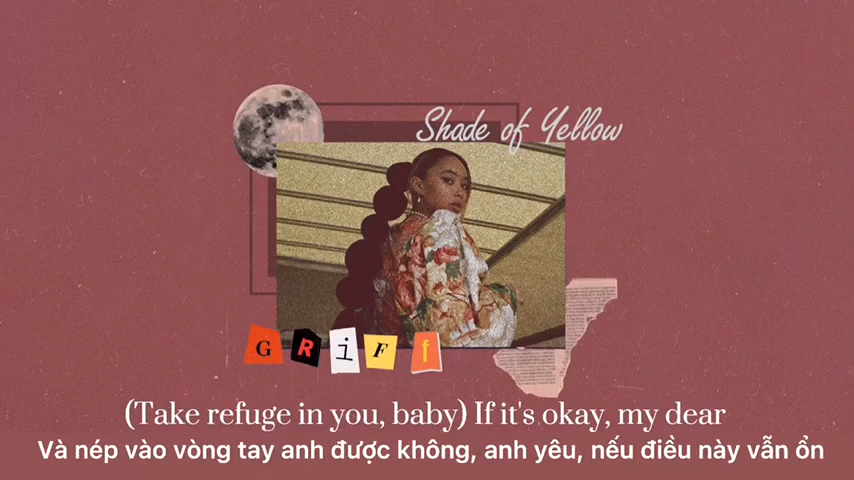 Shade of Yellow
GRiFf
(Take refuge in you, baby) If it's okay, my dear
Và nép vào vòng tay anh được không, anh yêu, nếu điều này vẫn ổn